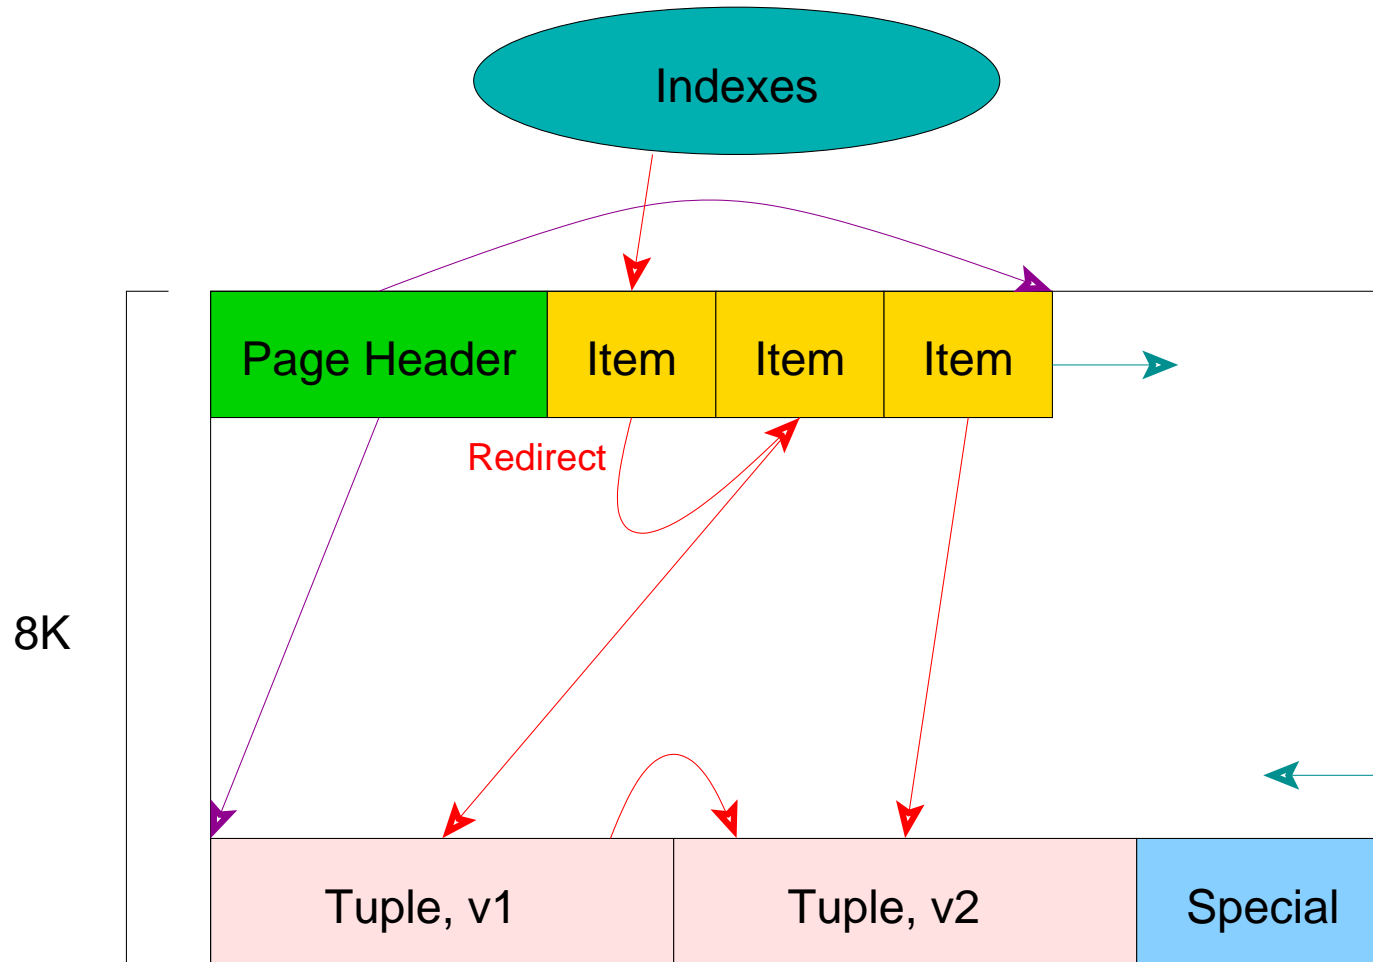 Indexes
Page Header
Item
Item
Item
Redirect
8K
Tuple, v1
Tuple, v2
Special